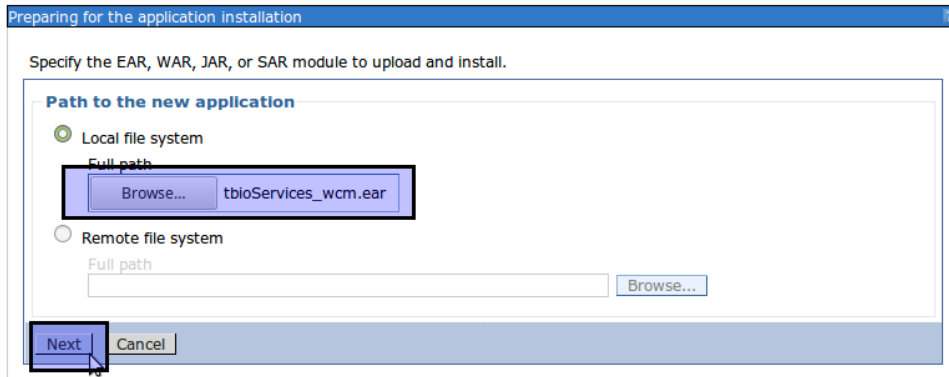 Preparing for the application installation
Specify the EAR, WAR, JAR, or SAR module to upload and install.
Path to the new application
Local file system
Full path
Browse... tbioServices_wcm.ear
Remote file system
Full path
Browse...
Next Cancel